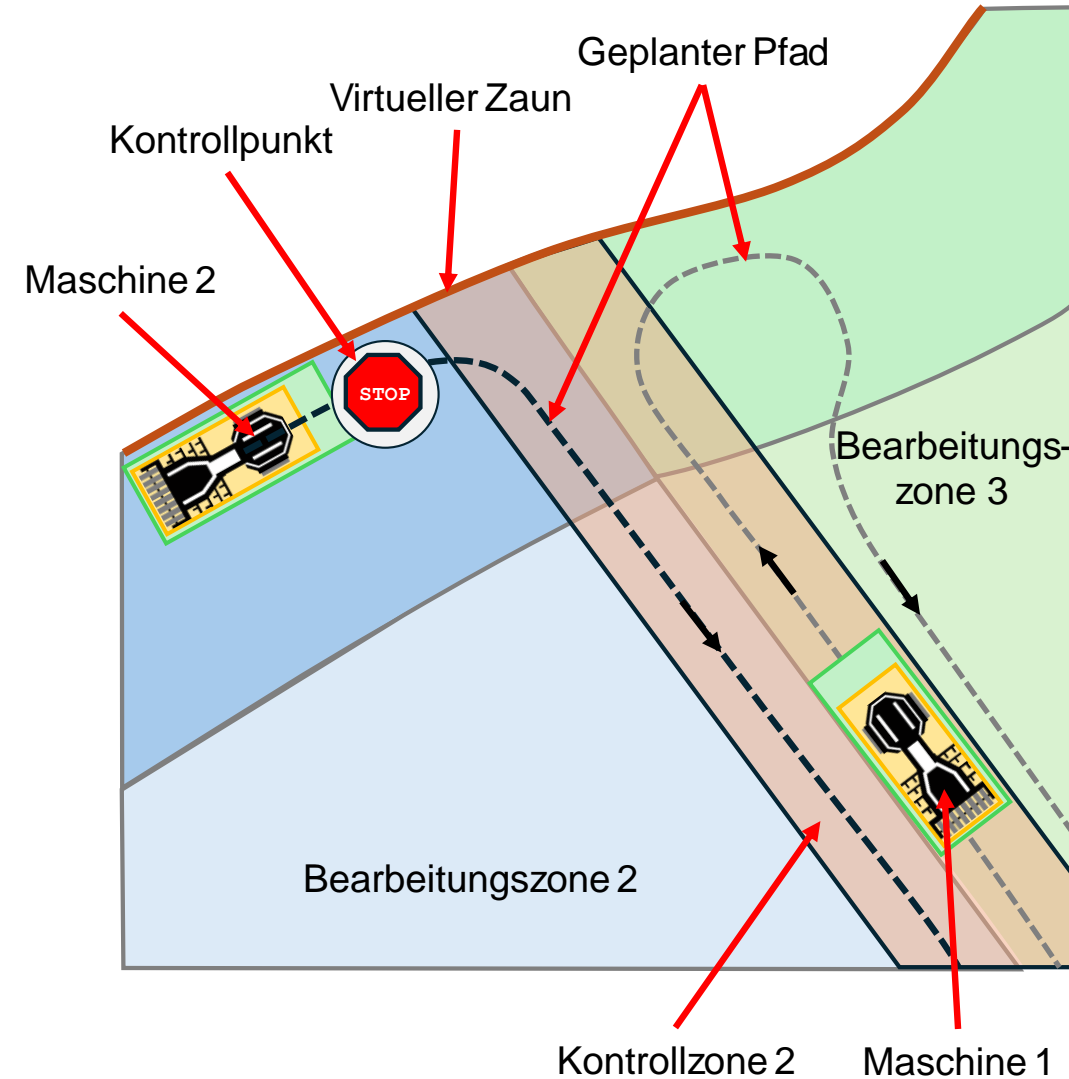 Geplanter Pfad
Virtueller Zaun
Kontrollpunkt
Maschine 2
STOP
Bearbeitungs-
zone 3
Bearbeitungszone 2
Kontrollzone 2
Maschine 1